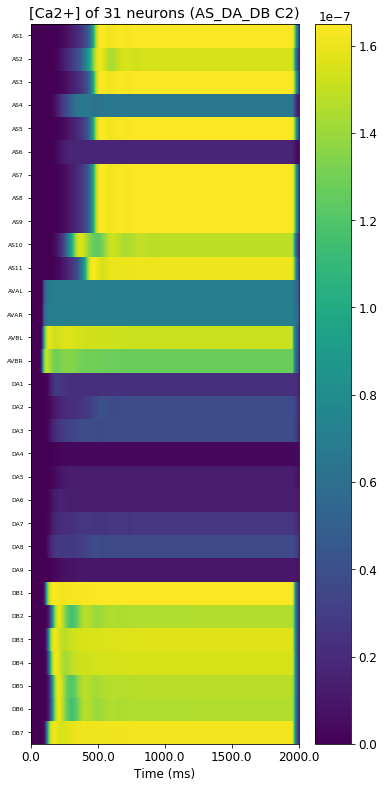 [Ca2+] of 31 neurons (AS_DA_DB C2)
1e−7
AS1
AS2
AS3
AS4
AS5
AS6
AS7
AS8
AS9
AS10
AS11
AVAL
AVAR
AVBL
AVBR
DA1
DA2
DA3
DA4
DA5
DA6
DA7
DA8
DA9
DB1
DB2
DB3
DB4
DB5
DB6
DB7
1.6
1.4
1.2
1.0
0.8
0.6
0.4
0.2
0.0
0.0 500.0 1000.0 1500.0 2000.0
Time (ms)